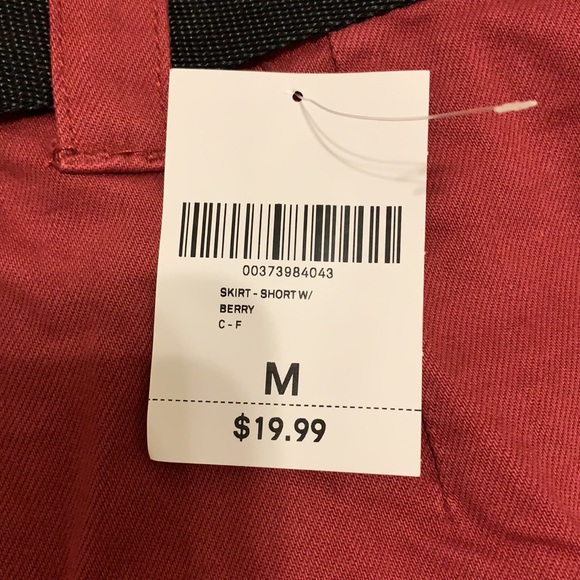 00373984043
SKIRT - SHORT W/
BERRY
C - F
M
$19.99